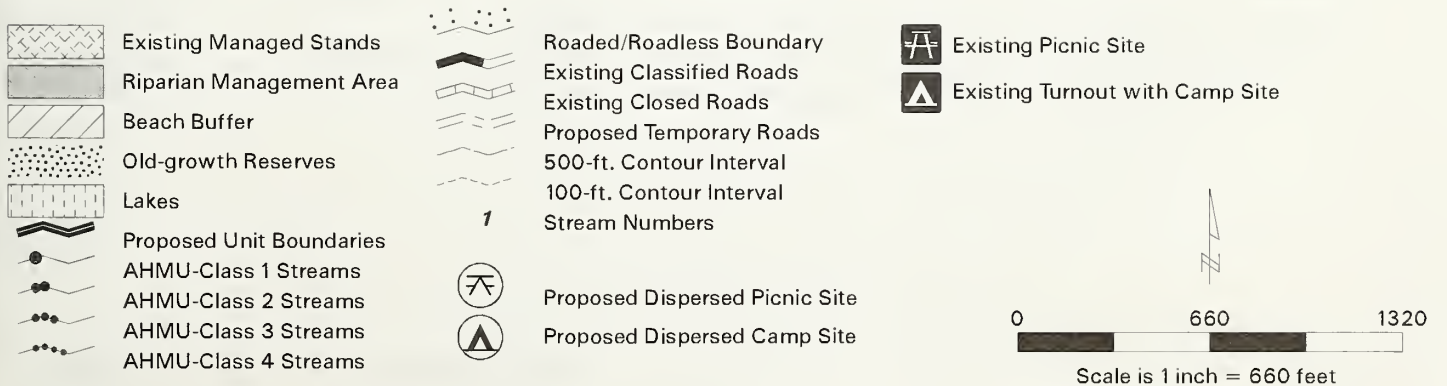 Existing Managed Stands
Riparian Management Area
Beach Buffer
Old-growth Reserves
Lakes
Proposed Unit Boundaries
AHMU-Class 1 Streams
AHMU-Class 2 Streams
AHMU-Class 3 Streams
AHMU-Class 4 Streams
Roaded/Roadless Boundary
Existing Classified Roads
Existing Closed Roads
Proposed Temporary Roads
500-ft. Contour Interval
100-ft. Contour Interval
1 Stream Numbers
Proposed Dispersed Picnic Site
Proposed Dispersed Camp Site
Existing Picnic Site
Existing Turnout with Camp Site
N
0 660 1320
Scale is 1 inch = 660 feet